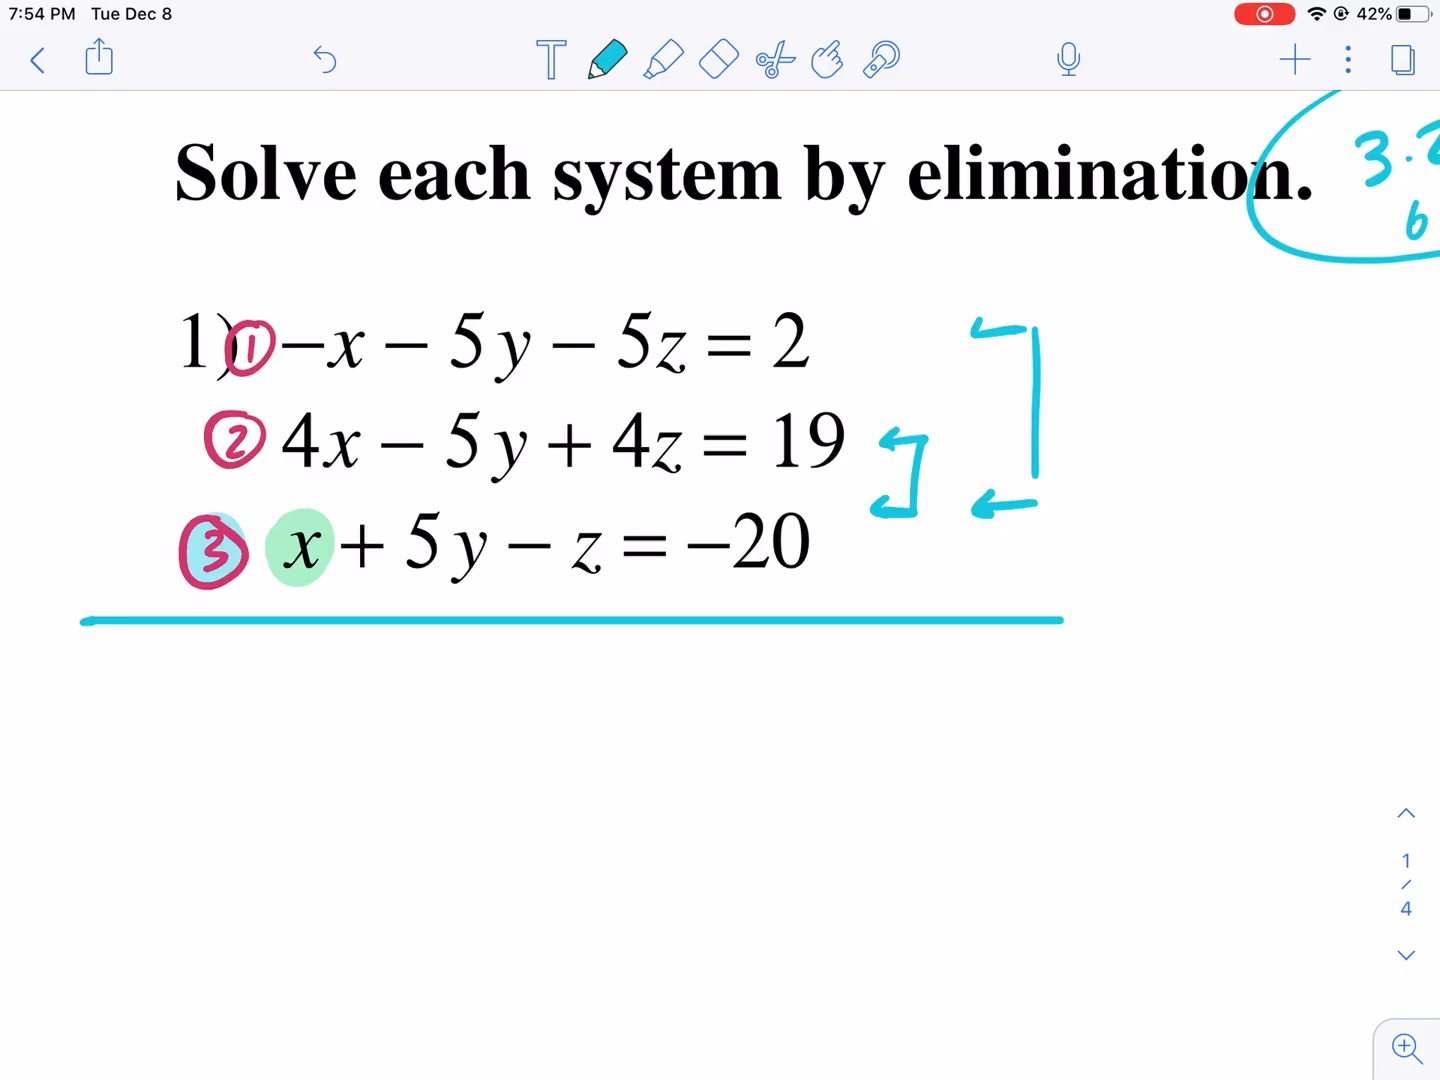 7:54 PM Tue Dec 8 42%
T
Solve each system by elimination.
3.
6
1) ① −x − 5y − 5z = 2
② 4x − 5y + 4z = 19
③ x + 5y − z = −20
1
/
4